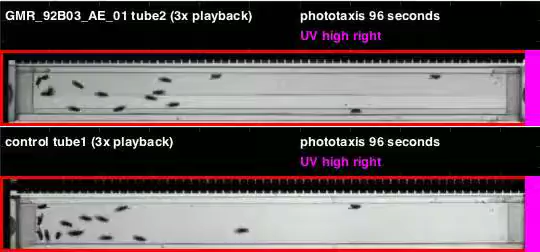 GMR_92B03_AE_01 tube2 (3x playback) phototaxis 96 seconds
UV high right
control tube1 (3x playback) phototaxis 96 seconds
UV high right